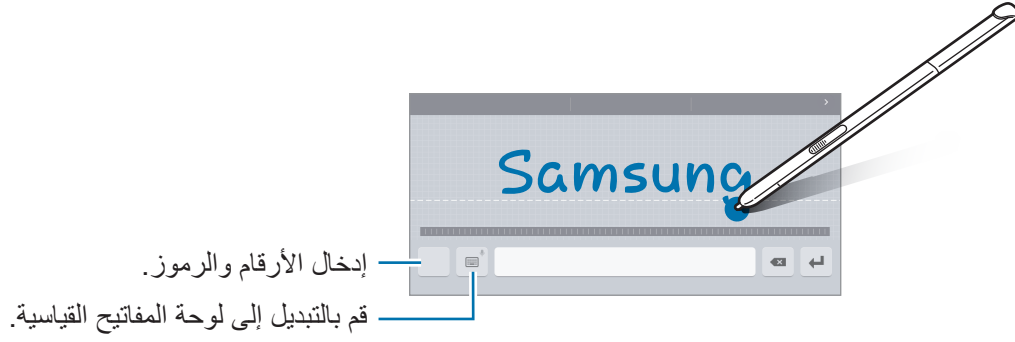 Samsung
إدخال الأرقام والرموز.
قم بالتبديل إلى لوحة المفاتيح القياسية.